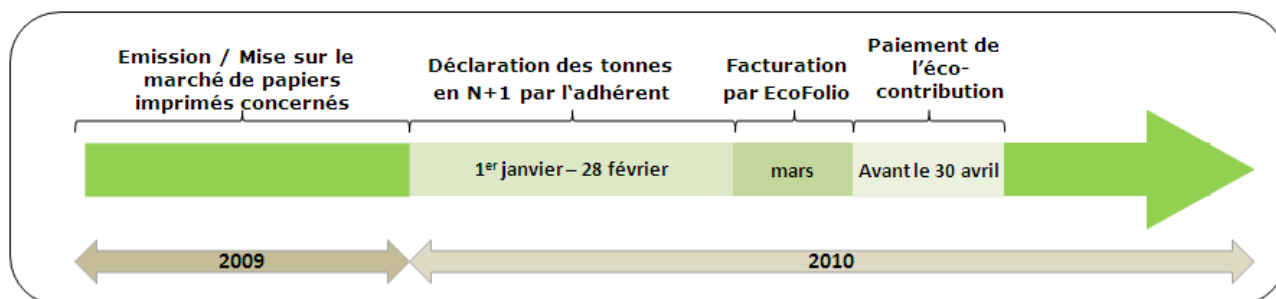 Emission / Mise sur le
marché de papiers
imprimés concernés
Déclaration des tonnes
en N+1 par l'adhérent
Facturation
par EcoFolio
Paiement de
l'éco-
contribution
1er janvier – 28 février
mars
Avant le 30 avril
2009
2010